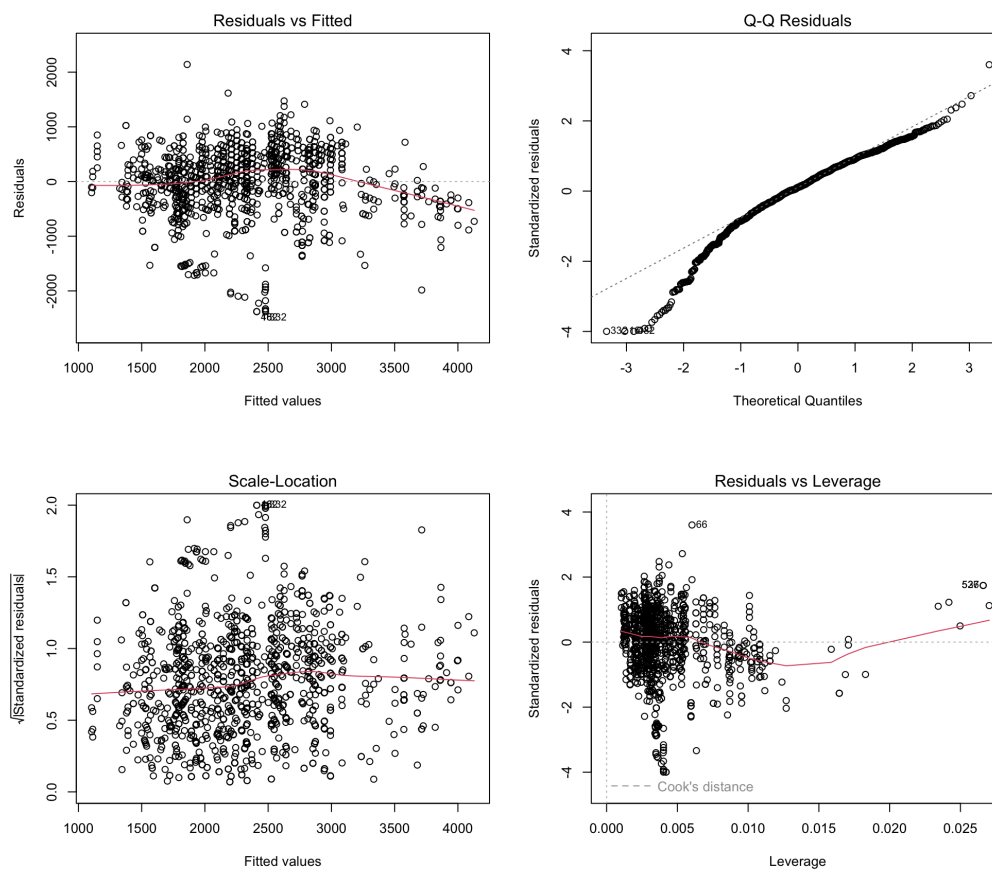 Residuals vs Fitted
Residuals
2000
1000
0
-1000
-2000
332
1000 1500 2000 2500 3000 3500 4000
Fitted values
Q-Q Residuals
Standardized residuals
4
2
0
-2
-4
332
-3 -2 -1 0 1 2 3
Theoretical Quantiles
Scale-Location
√|Standardized residuals|
2.0
1.5
1.0
0.5
0.0
332
1000 1500 2000 2500 3000 3500 4000
Fitted values
Residuals vs Leverage
Standardized residuals
4
2
0
-2
-4
66
Cook's distance
0.000 0.005 0.010 0.015 0.020 0.025
Leverage